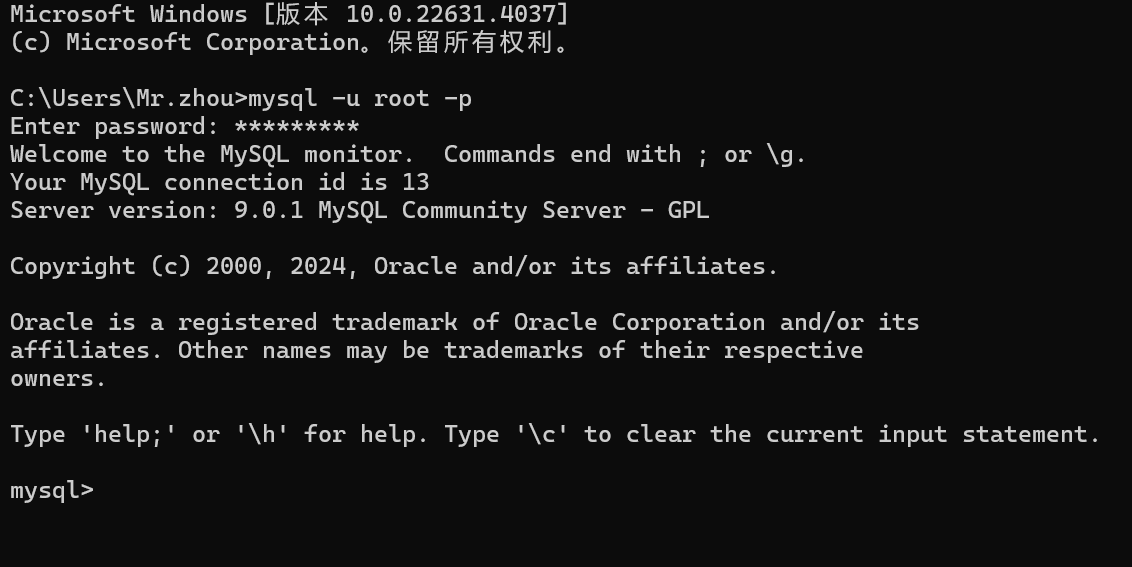 Microsoft Windows [版本 10.0.22631.4037]
(c) Microsoft Corporation。保留所有权利。
C:\Users\Mr.zhou>mysql -u root -p
Enter password: *********
Welcome to the MySQL monitor.  Commands end with ; or \g.
Your MySQL connection id is 13
Server version: 9.0.1 MySQL Community Server - GPL
Copyright (c) 2000, 2024, Oracle and/or its affiliates.
Oracle is a registered trademark of Oracle Corporation and/or its
affiliates. Other names may be trademarks of their respective
owners.
Type 'help;' or '\h' for help. Type '\c' to clear the current input statement.
mysql>